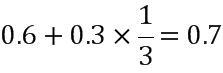 0.6 + 0.3 × 1/3 = 0.7